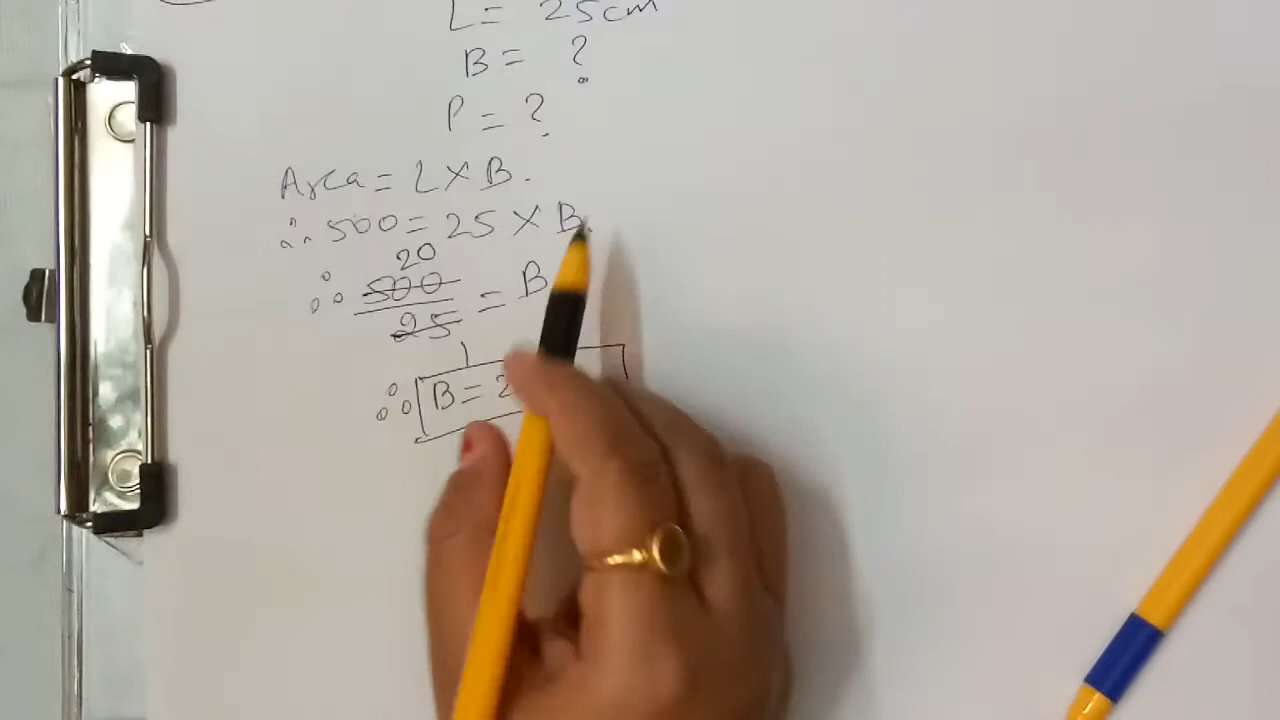 L = 25cm
B = ?
P = ?
Area = L × B.
∴ 500 = 25 × B.
20
∴ 500/25 = B
1
∴ B = 2